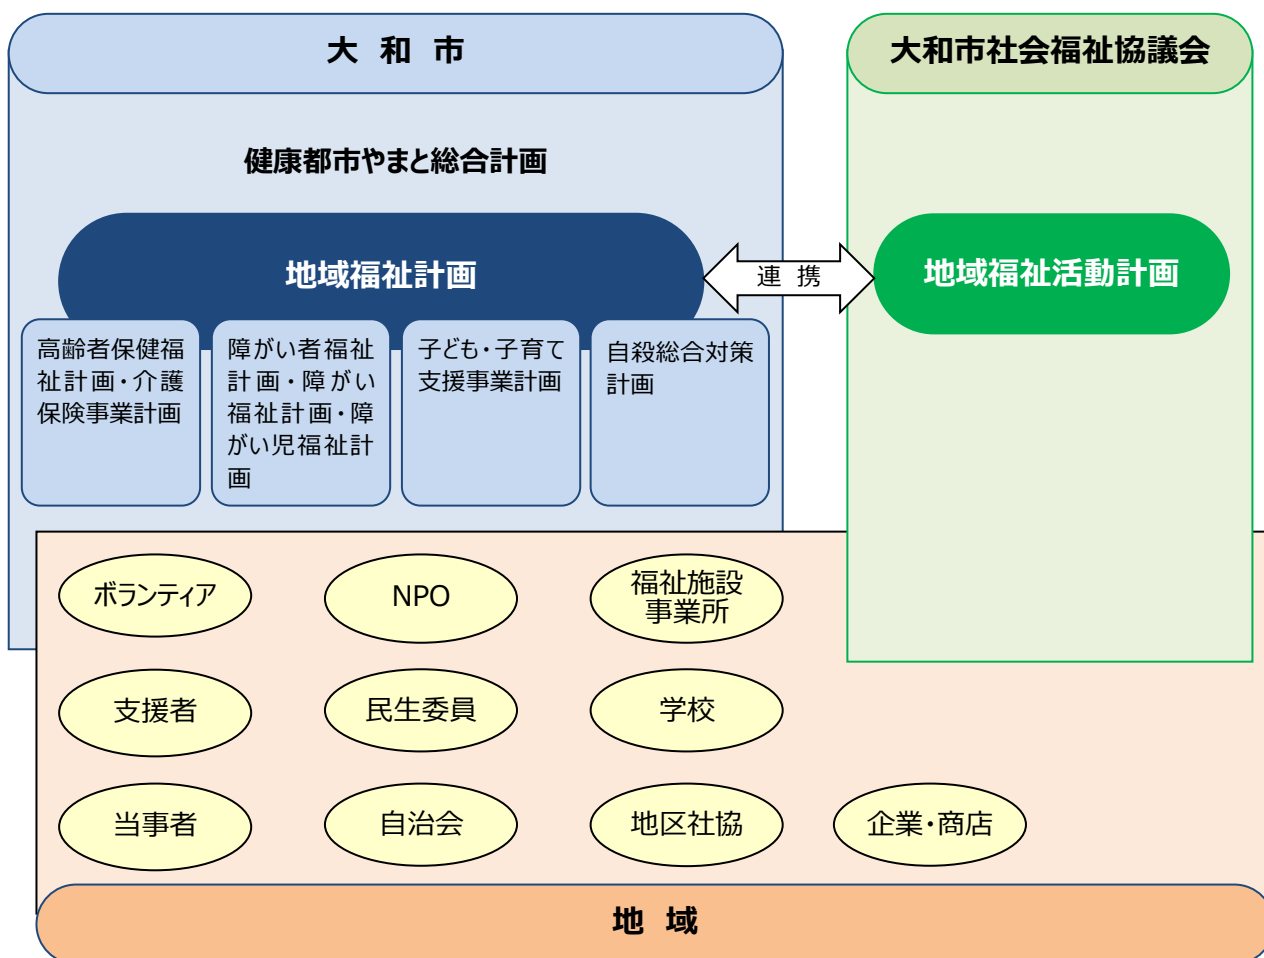 大和市
大和市社会福祉協議会
健康都市やまと総合計画
地域福祉計画
連携
地域福祉活動計画
高齢者保健福
祉計画・介護
保険事業計画
障がい者福祉
計画・障がい
福祉計画・障
がい児福祉計
画
子ども・子育て
支援事業計画
自殺総合対策
計画
ボランティア
NPO
福祉施設
事業所
支援者
民生委員
学校
当事者
自治会
地区社協
企業・商店
地域